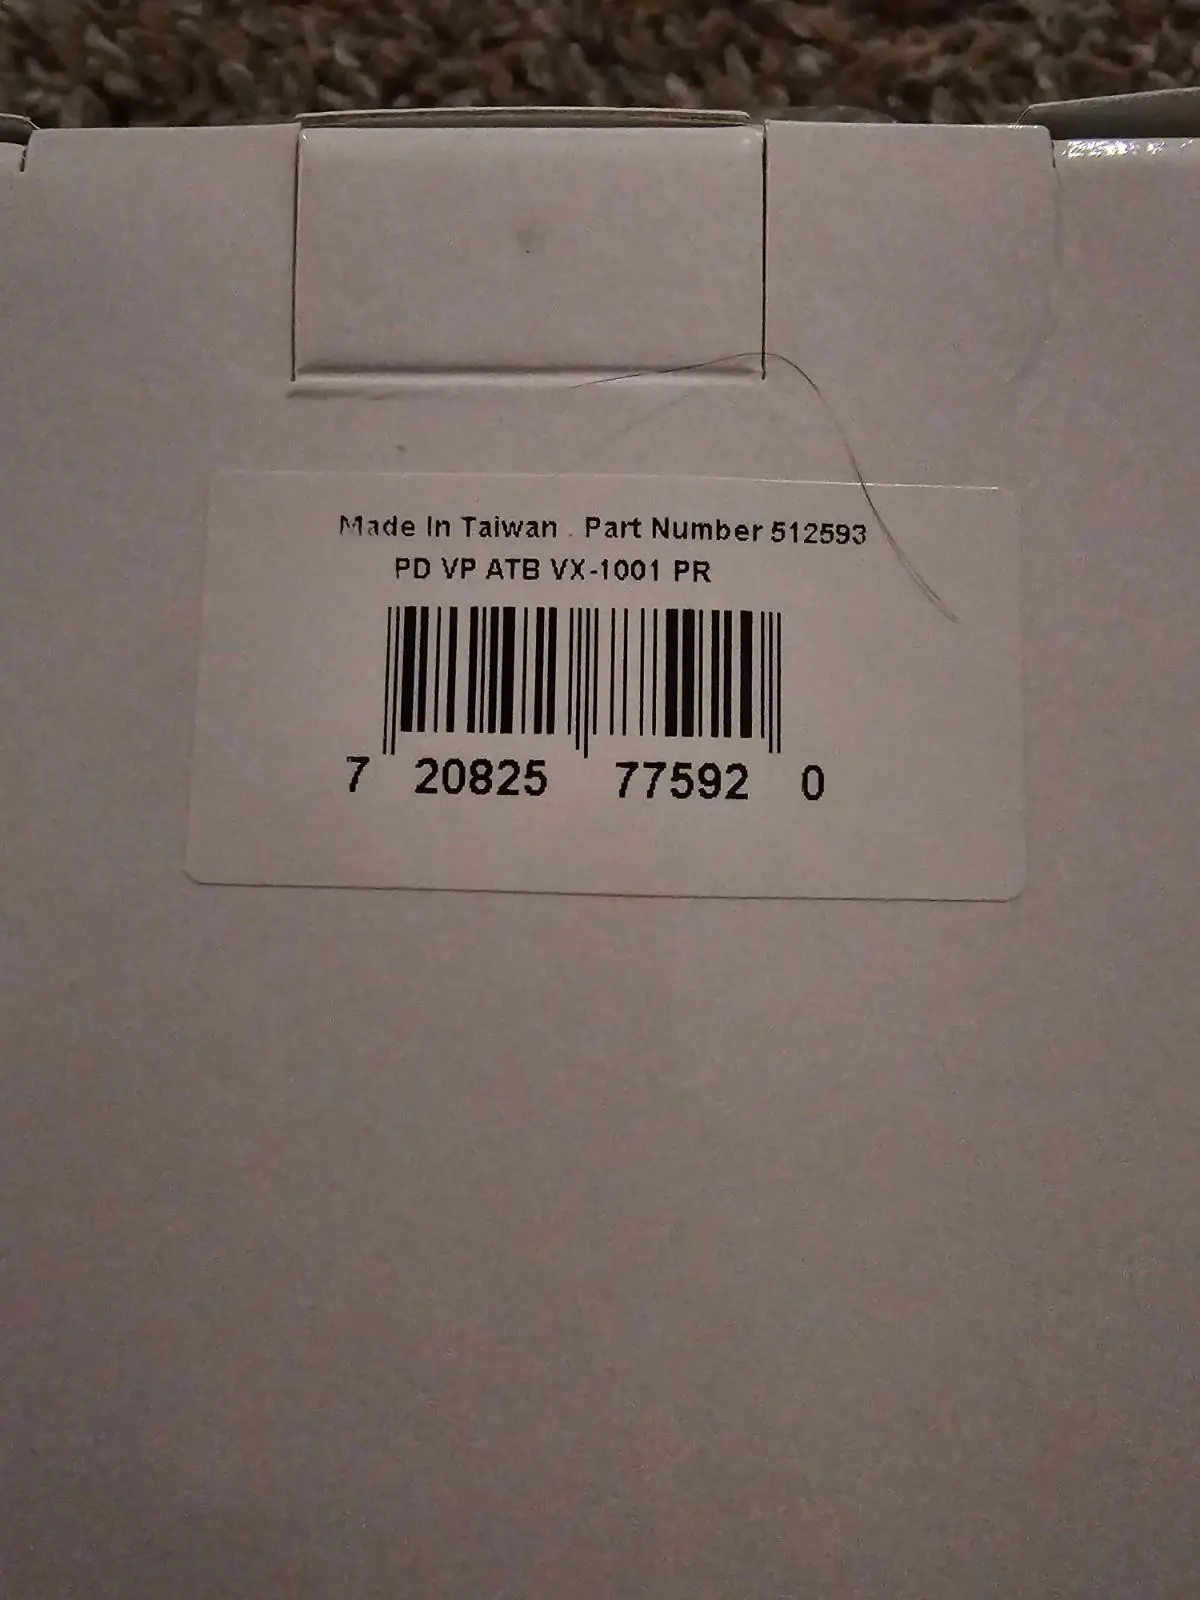 Made In Taiwan . Part Number 512593
PD VP ATB VX-1001 PR
7 20825 77592 0